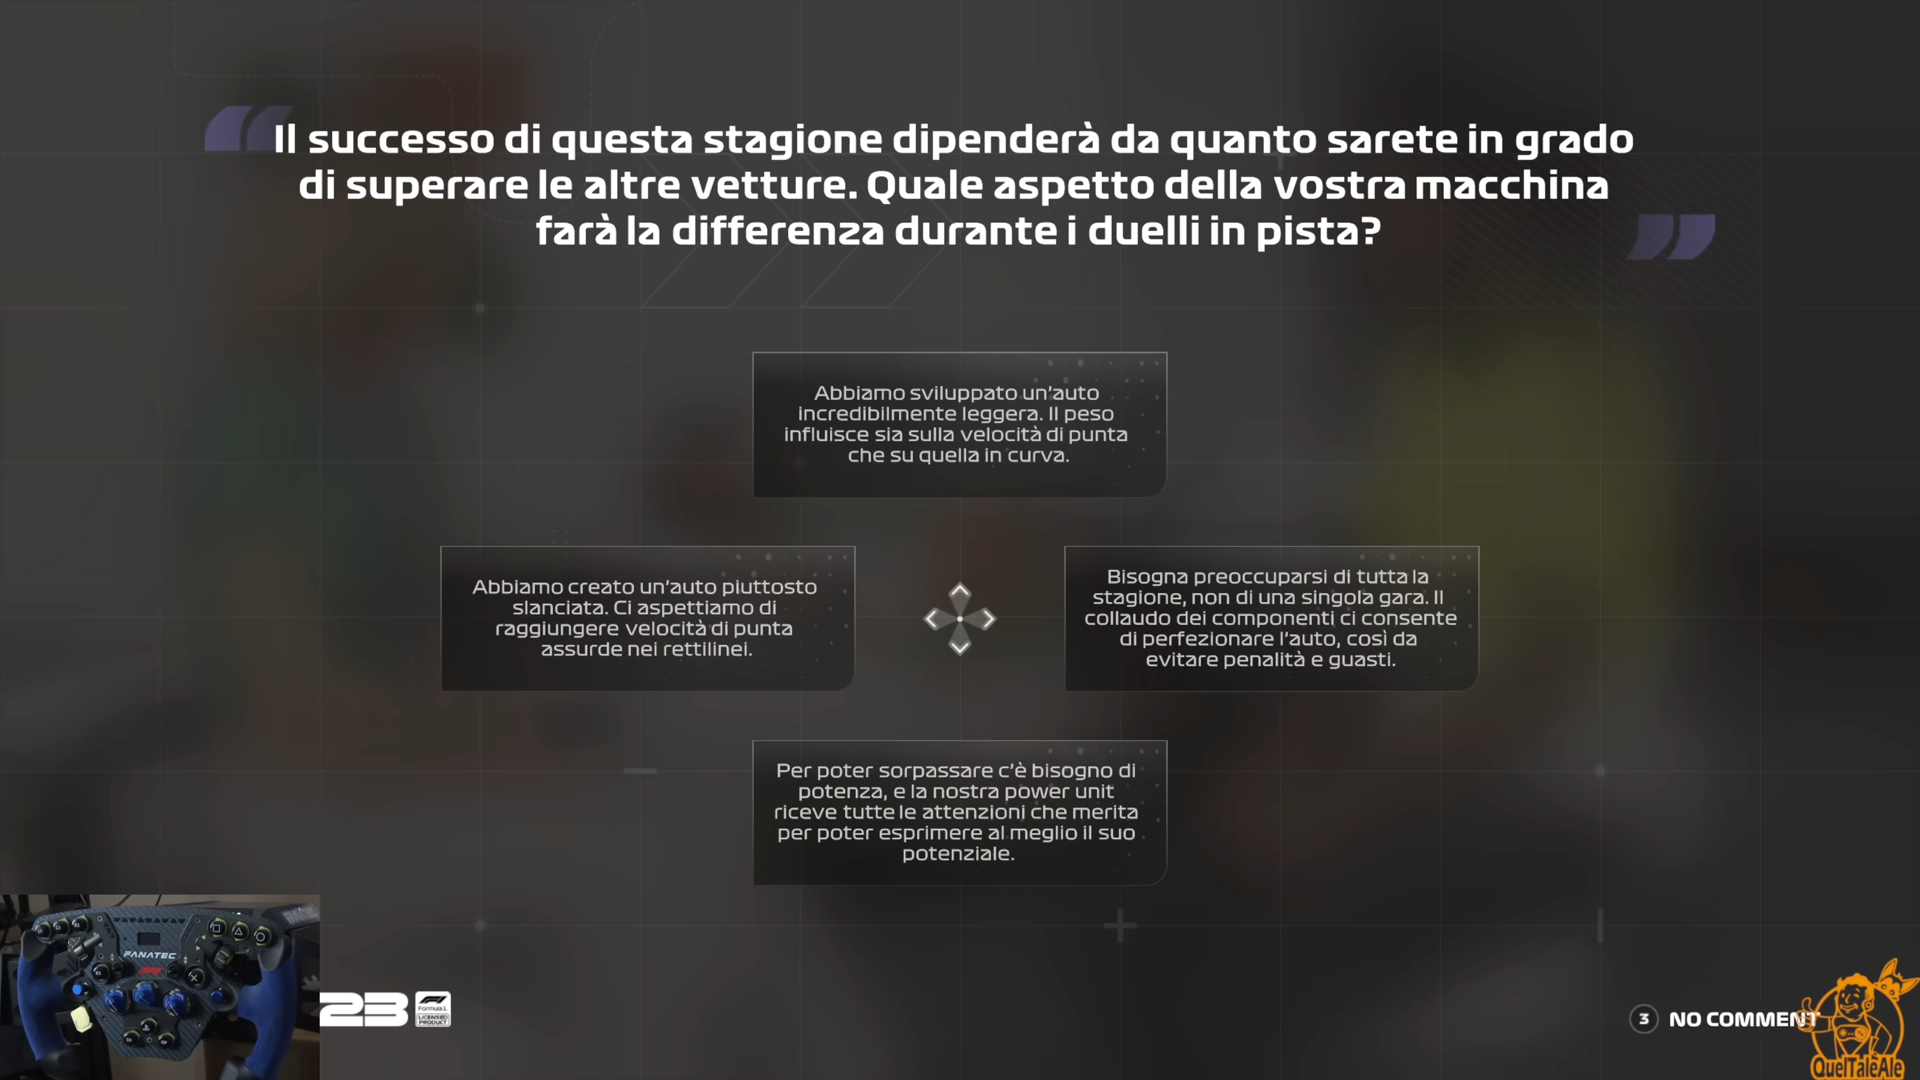 Il successo di questa stagione dipenderà da quanto sarete in grado
di superare le altre vetture. Quale aspetto della vostra macchina
farà la differenza durante i duelli in pista?
Abbiamo sviluppato un'auto
incredibilmente leggera. Il peso
influisce sia sulla velocità di punta
che su quella in curva.
Abbiamo creato un'auto piuttosto
slanciata. Ci aspettiamo di
raggiungere velocità di punta
assurde nei rettilinei.
Bisogna preoccuparsi di tutta la
stagione, non di una singola gara. Il
collaudo dei componenti ci consente
di perfezionare l'auto, così da
evitare penalità e guasti.
Per poter sorpassare c'è bisogno di
potenza, e la nostra power unit
riceve tutte le attenzioni che merita
per poter esprimere al meglio il suo
potenziale.
FANATEC
23
Formula 1
LICENSED
PRODUCT
3 NO COMMENT
QuelTaleAle